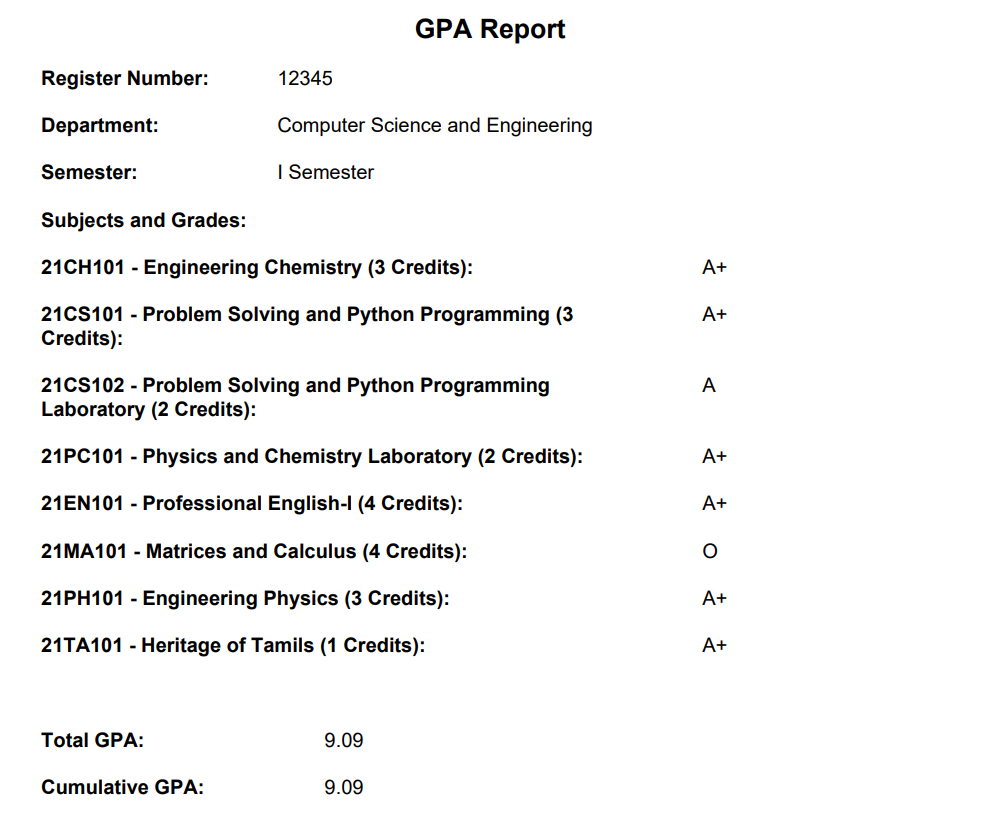 GPA Report
Register Number: 12345
Department: Computer Science and Engineering
Semester: I Semester
Subjects and Grades:
21CH101 - Engineering Chemistry (3 Credits): A+
21CS101 - Problem Solving and Python Programming (3 A+
Credits):
21CS102 - Problem Solving and Python Programming A
Laboratory (2 Credits):
21PC101 - Physics and Chemistry Laboratory (2 Credits): A+
21EN101 - Professional English-I (4 Credits): A+
21MA101 - Matrices and Calculus (4 Credits): O
21PH101 - Engineering Physics (3 Credits): A+
21TA101 - Heritage of Tamils (1 Credits): A+
Total GPA: 9.09
Cumulative GPA: 9.09